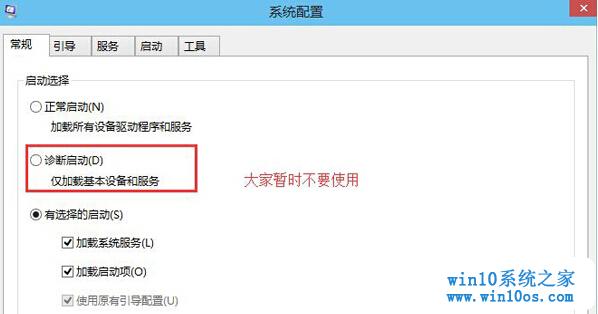 系统配置
常规 引导 服务 启动 工具
启动选择
正常启动(N)
加载所有设备驱动程序和服务
诊断启动(D)
仅加载基本设备和服务
大家暂时不要使用
有选择的启动(S)
加载系统服务(L)
加载启动项(O)
使用原有引导配置(U)
win10系统之家
www.win10os.com